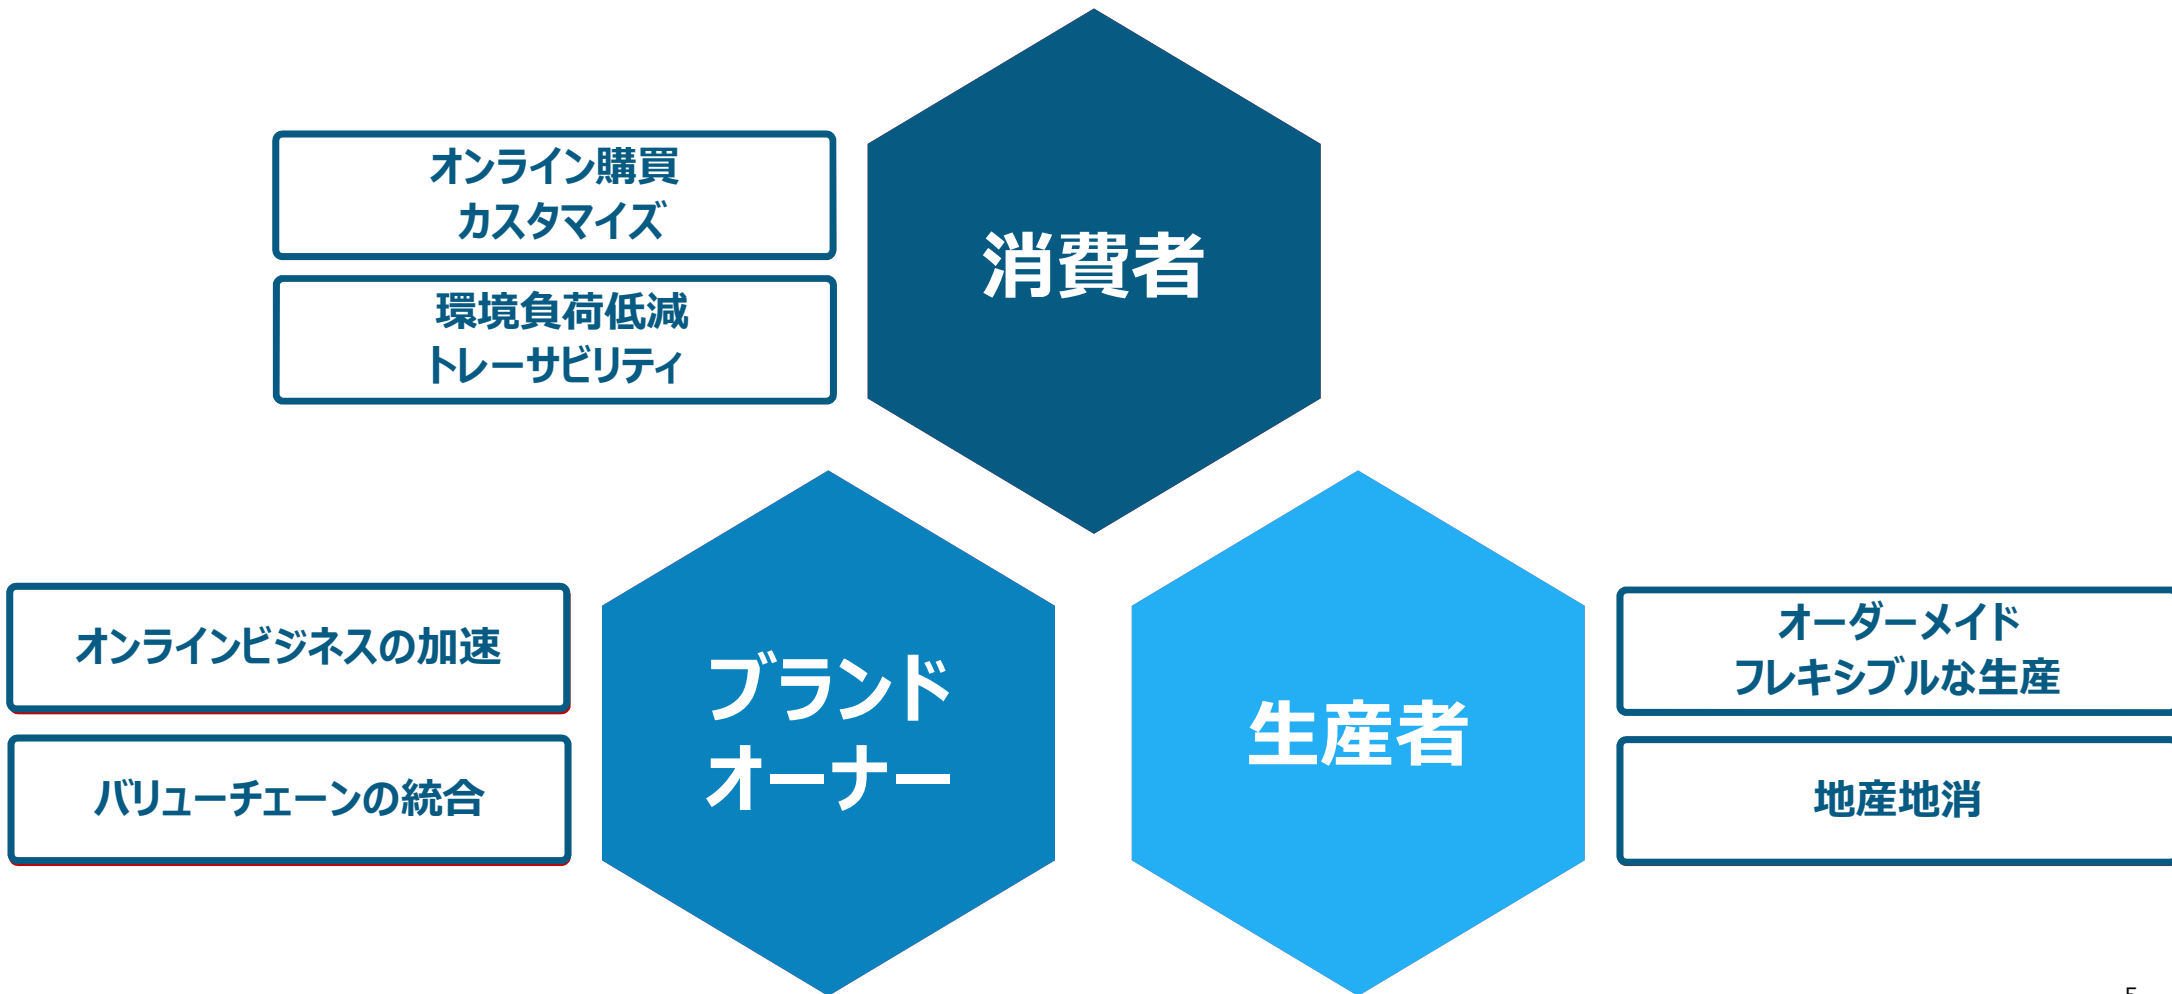 オンライン購買
カスタマイズ
環境負荷低減
トレーサビリティ
消費者
オンラインビジネスの加速
バリューチェーンの統合
ブランド
オーナー
生産者
オーダーメイド
フレキシブルな生産
地産地消